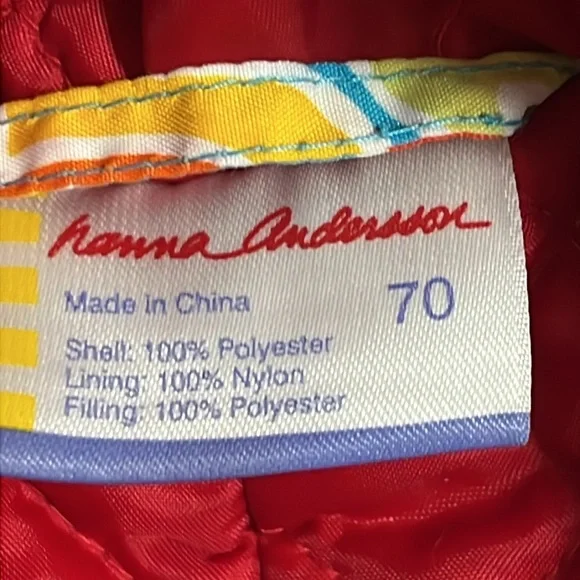 hanna Andersson
Made in China 70
Shell: 100% Polyester
Lining: 100% Nylon
Filling: 100% Polyester